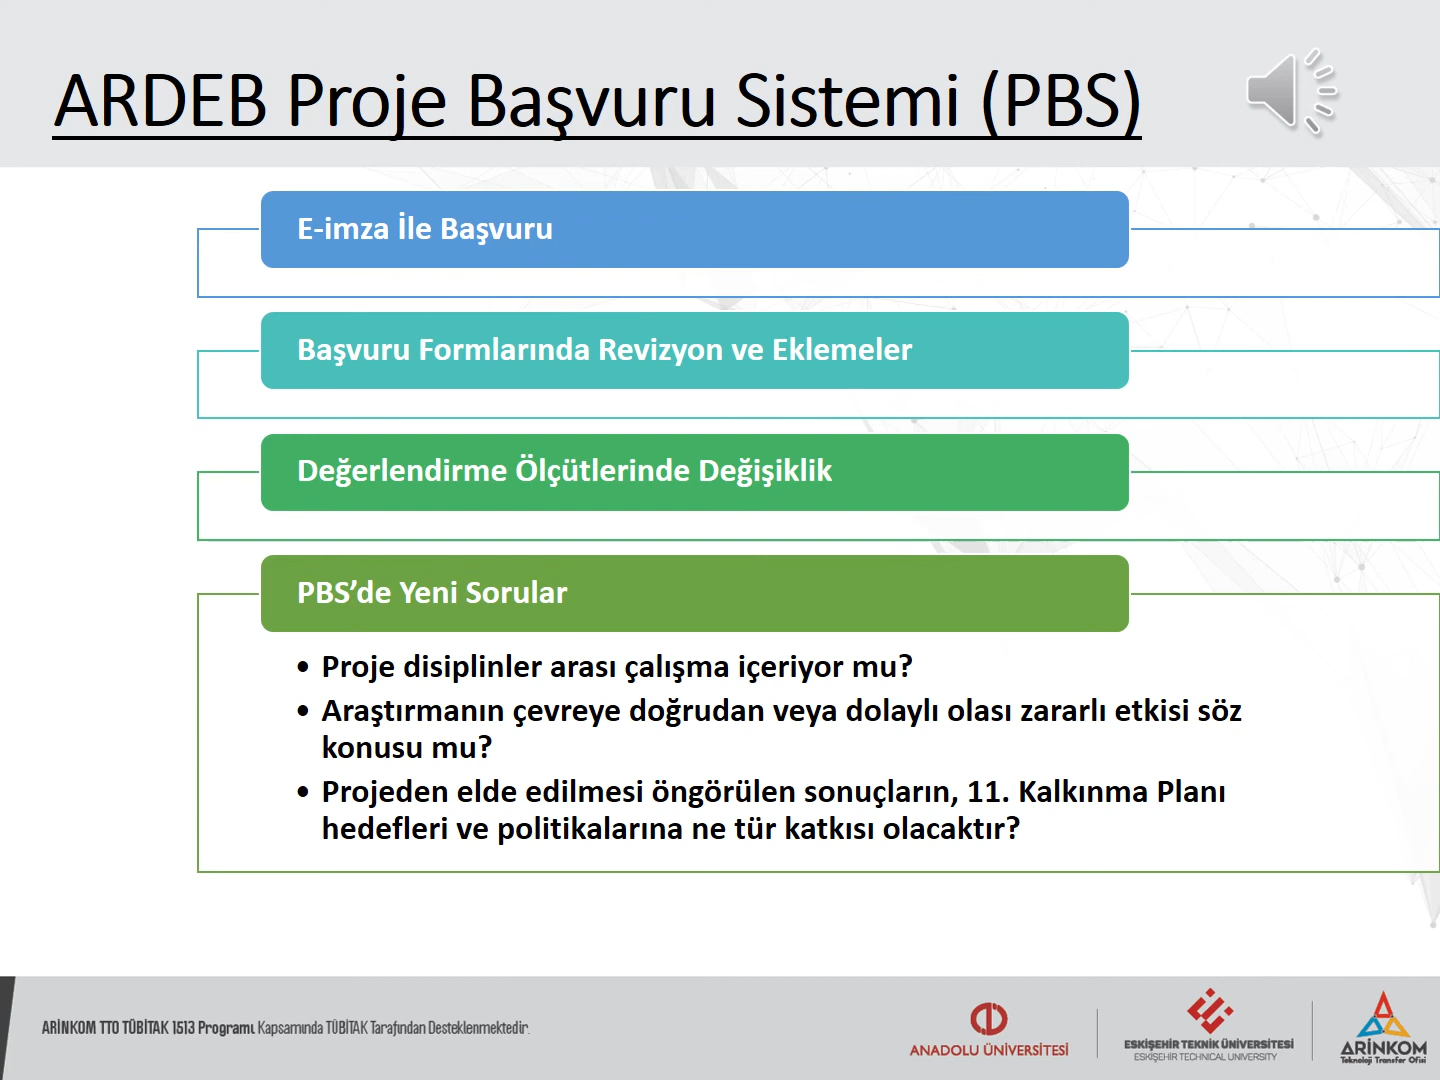 ARDEB Proje Başvuru Sistemi (PBS)
E-imza İle Başvuru
Başvuru Formlarında Revizyon ve Eklemeler
Değerlendirme Ölçütlerinde Değişiklik
PBS’de Yeni Sorular
• Proje disiplinler arası çalışma içeriyor mu?
• Araştırmanın çevreye doğrudan veya dolaylı olası zararlı etkisi söz
konusu mu?
• Projeden elde edilmesi öngörülen sonuçların, 11. Kalkınma Planı
hedefleri ve politikalarına ne tür katkısı olacaktır?
ARİNKOM TTO TÜBİTAK 1513 Programı Kapsamında TÜBİTAK Tarafından Desteklenmektedir.
ANADOLU ÜNİVERSİTESİ
ESKİŞEHİR TEKNİK ÜNİVERSİTESİ
ESKİŞEHİR TECHNICAL UNIVERSITY
ARİNKOM
Teknoloji Transfer Ofisi